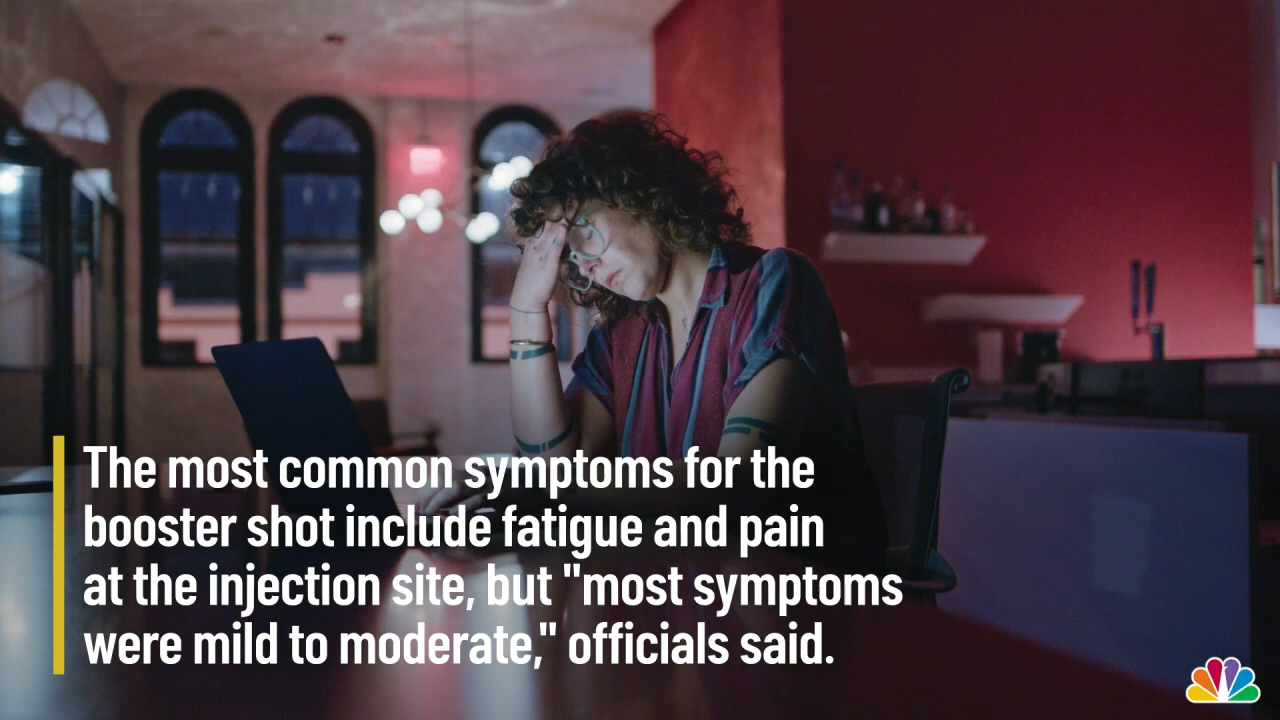 The most common symptoms for the
booster shot include fatigue and pain
at the injection site, but "most symptoms
were mild to moderate," officials said.